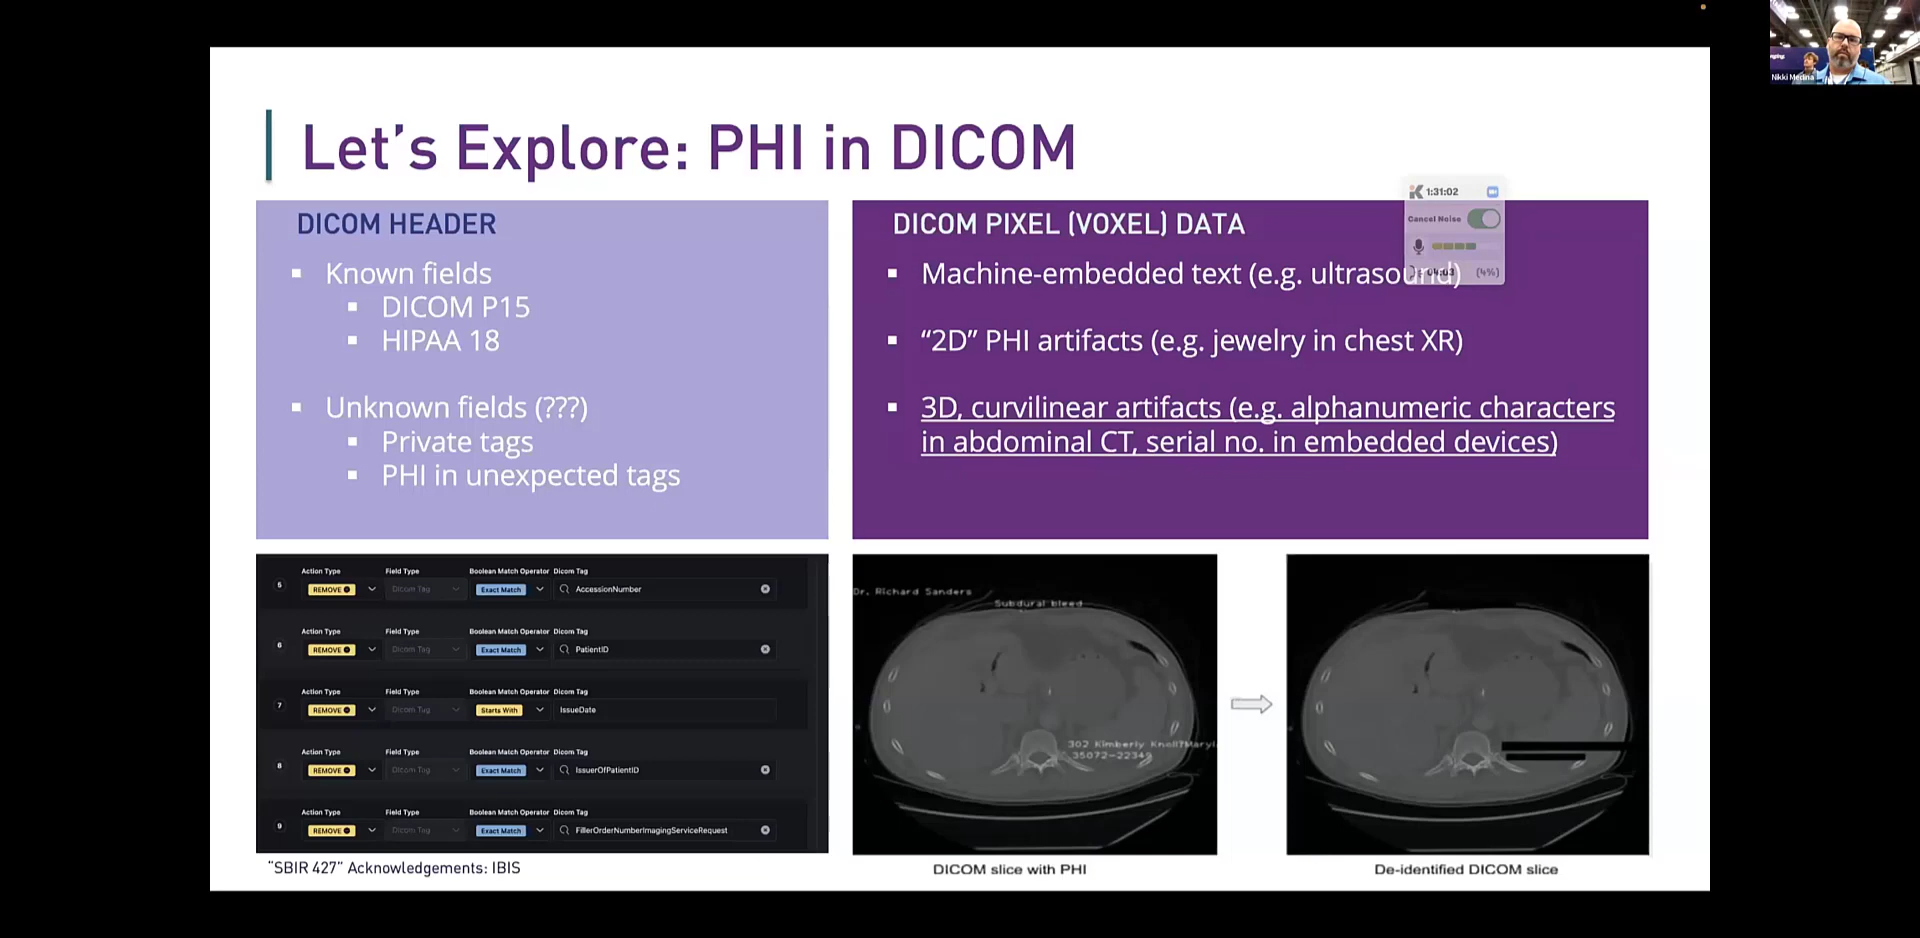 Nikki Medina
Let's Explore: PHI in DICOM
1:31:02
Cancel Noise
(4%)
DICOM HEADER
Known fields
DICOM P15
HIPAA 18
Unknown fields (???)
Private tags
PHI in unexpected tags
DICOM PIXEL (VOXEL) DATA
Machine-embedded text (e.g. ultrasound)
“2D” PHI artifacts (e.g. jewelry in chest XR)
3D, curvilinear artifacts (e.g. alphanumeric characters
in abdominal CT, serial no. in embedded devices)
Action Type Field Type Boolean Match Operator Dicom Tag
5 REMOVE Dicom Tag Exact Match AccessionNumber
Action Type Field Type Boolean Match Operator Dicom Tag
6 REMOVE Dicom Tag Exact Match PatientID
Action Type Field Type Boolean Match Operator Dicom Tag
7 REMOVE Dicom Tag Starts With IssueDate
Action Type Field Type Boolean Match Operator Dicom Tag
8 REMOVE Dicom Tag Exact Match IssuerOfPatientID
Action Type Field Type Boolean Match Operator Dicom Tag
9 REMOVE Dicom Tag Exact Match FillerOrderNumberImagingServiceRequest
"SBIR 427" Acknowledgements: IBIS
Dr. Richard Sanders
Subdural bleed
302 Kimberly
35072-22349
DICOM slice with PHI
De-identified DICOM slice